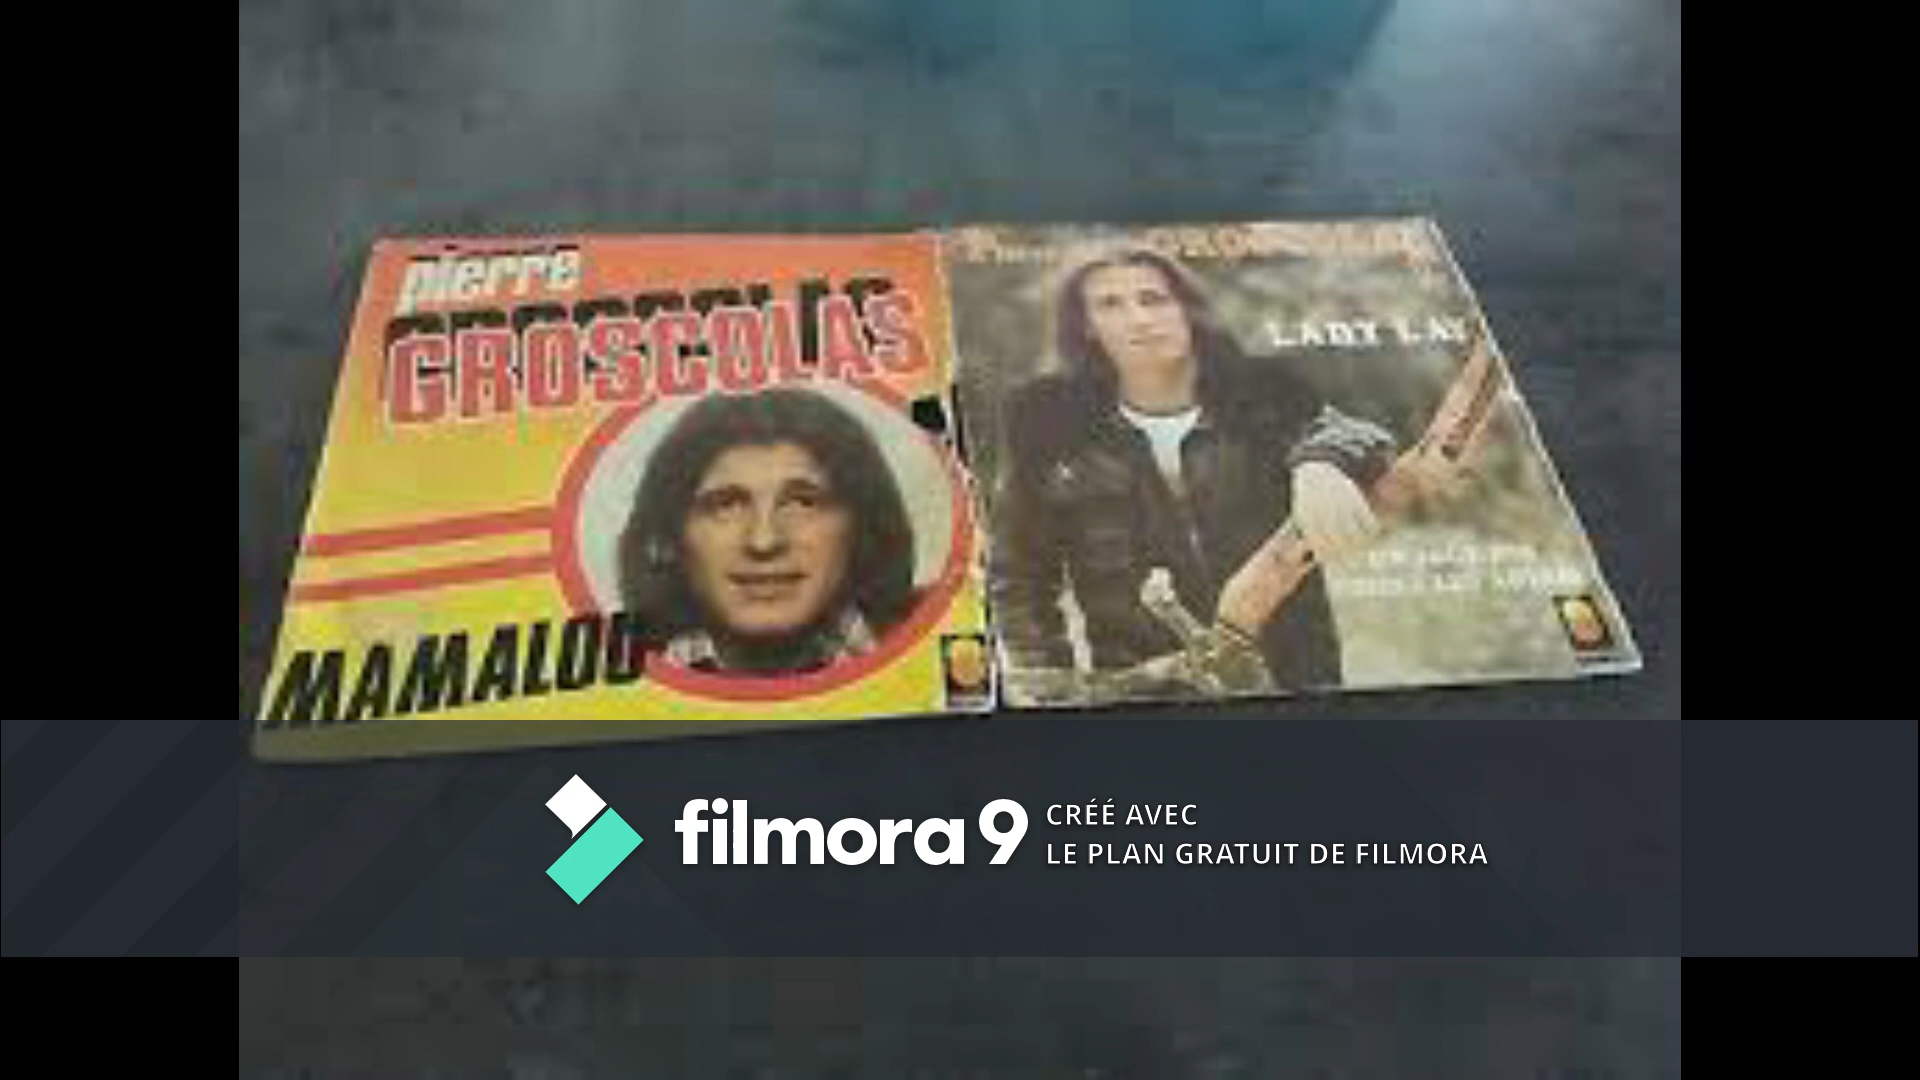 pierre
GROSCOLAS
MAMALOU
LADY LAY
filmora 9
CRÉÉ AVEC
LE PLAN GRATUIT DE FILMORA